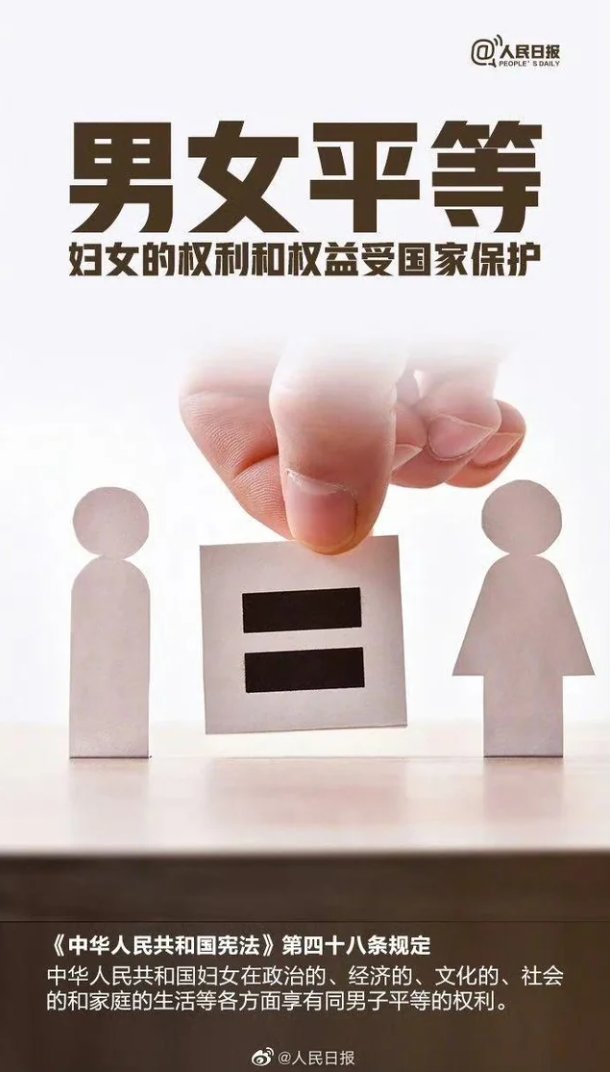 @人民日报
PEOPLE'S DAILY
男女平等
妇女的权利和权益受国家保护
《中华人民共和国宪法》第四十八条规定
中华人民共和国妇女在政治的、经济的、文化的、社会
的和家庭的生活等各方面享有同男子平等的权利。
@人民日报